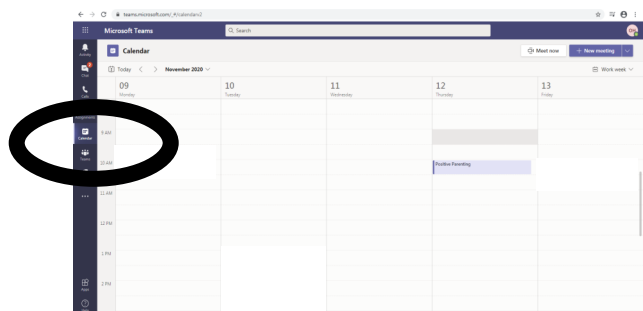 teams.microsoft.com/_#/calendarv2
Microsoft Teams
Search
Activity
Calendar
Meet now
+ New meeting
Chat
Today
November 2020
Work week
09
10
11
12
13
Monday
Tuesday
Wednesday
Thursday
Friday
Calls
Assignments
Calendar
9 AM
Teams
10 AM
Positive Parenting
11 AM
12 PM
1 PM
2 PM
Apps